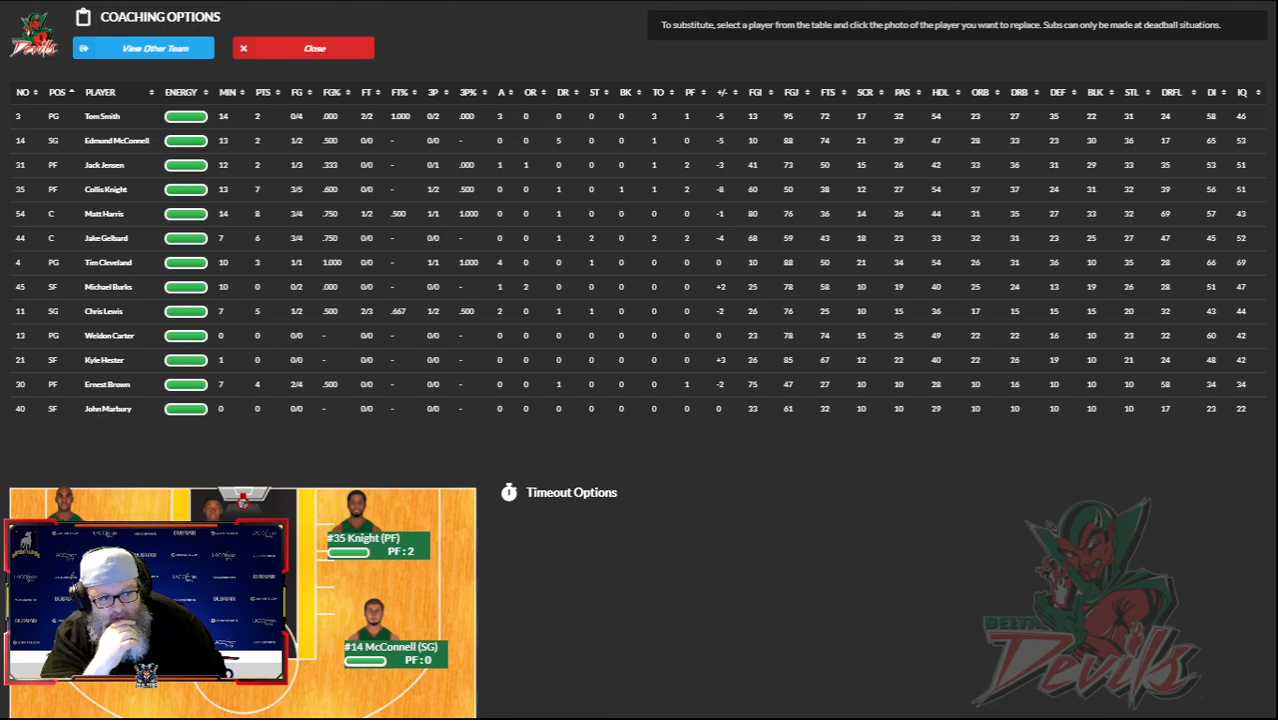 DELTA Devils
COACHING OPTIONS
View Other Team
Close
To substitute, select a player from the table and click the photo of the player you want to replace. Subs can only be made at deadball situations.
NO POS PLAYER ENERGY MIN PTS FG FG% FT FT% 3P 3P% A OR DR ST BK TO PF +/- FGI FGJ FTS SCR PAS HDL ORB DRB DEF BLK STL DRFL DI IQ
3 PG Tom Smith 14 2 0/4 .000 2/2 1.000 0/2 .000 3 0 0 0 0 3 1 -5 13 95 72 17 32 54 23 27 35 22 31 24 58 46
14 SG Edmund McConnell 13 2 1/2 .500 0/0 - 0/0 - 0 0 5 0 0 1 0 -5 10 88 74 21 29 47 28 33 23 30 36 17 65 53
31 PF Jack Jensen 12 2 1/3 .333 0/0 - 0/1 .000 1 1 0 0 0 1 2 -3 41 73 50 15 26 42 33 36 31 29 33 35 53 51
35 PF Collis Knight 13 7 3/5 .600 0/0 - 1/2 .500 0 0 1 0 1 1 2 -8 60 50 38 12 27 54 37 37 24 31 32 39 56 51
54 C Matt Harris 14 8 3/4 .750 1/2 .500 1/1 1.000 0 0 1 0 0 0 0 -1 80 76 36 14 26 44 31 35 27 33 32 69 57 43
44 C Jake Gelbard 7 6 3/4 .750 0/0 - 0/0 - 0 0 1 2 0 2 2 -4 68 59 43 18 23 33 32 31 23 25 27 47 45 52
4 PG Tim Cleveland 10 3 1/1 1.000 0/0 - 1/1 1.000 4 0 0 1 0 0 0 0 10 88 50 21 34 54 26 31 36 10 35 28 66 69
45 SF Michael Burks 10 0 0/2 .000 0/0 - 0/0 - 1 2 0 0 0 0 0 +2 25 78 58 10 19 40 25 24 13 19 26 28 51 47
11 SG Chris Lewis 7 5 1/2 .500 2/3 .667 1/2 .500 2 0 1 1 0 0 0 -2 26 76 25 10 15 36 17 15 15 15 20 32 43 44
13 PG Weldon Carter 0 0 0/0 - 0/0 - 0/0 - 0 0 0 0 0 0 0 0 23 78 74 15 25 49 22 22 16 10 23 28 60 42
21 SF Kyle Hester 1 0 0/0 - 0/0 - 0/0 - 0 0 0 0 0 0 0 +3 26 85 67 12 22 40 22 26 19 10 21 24 48 42
30 PF Ernest Brown 7 4 2/4 .500 0/0 - 0/0 - 0 0 1 0 0 0 1 -2 75 47 27 10 10 28 10 16 10 10 10 58 34 34
40 SF John Marbury 0 0 0/0 - 0/0 - 0/0 - 0 0 0 0 0 0 0 0 33 61 32 10 10 29 10 10 10 10 10 17 23 22
Timeout Options
#35 Knight (PF)
PF: 2
#14 McConnell (SG)
PF: 0
DELTA
Devils